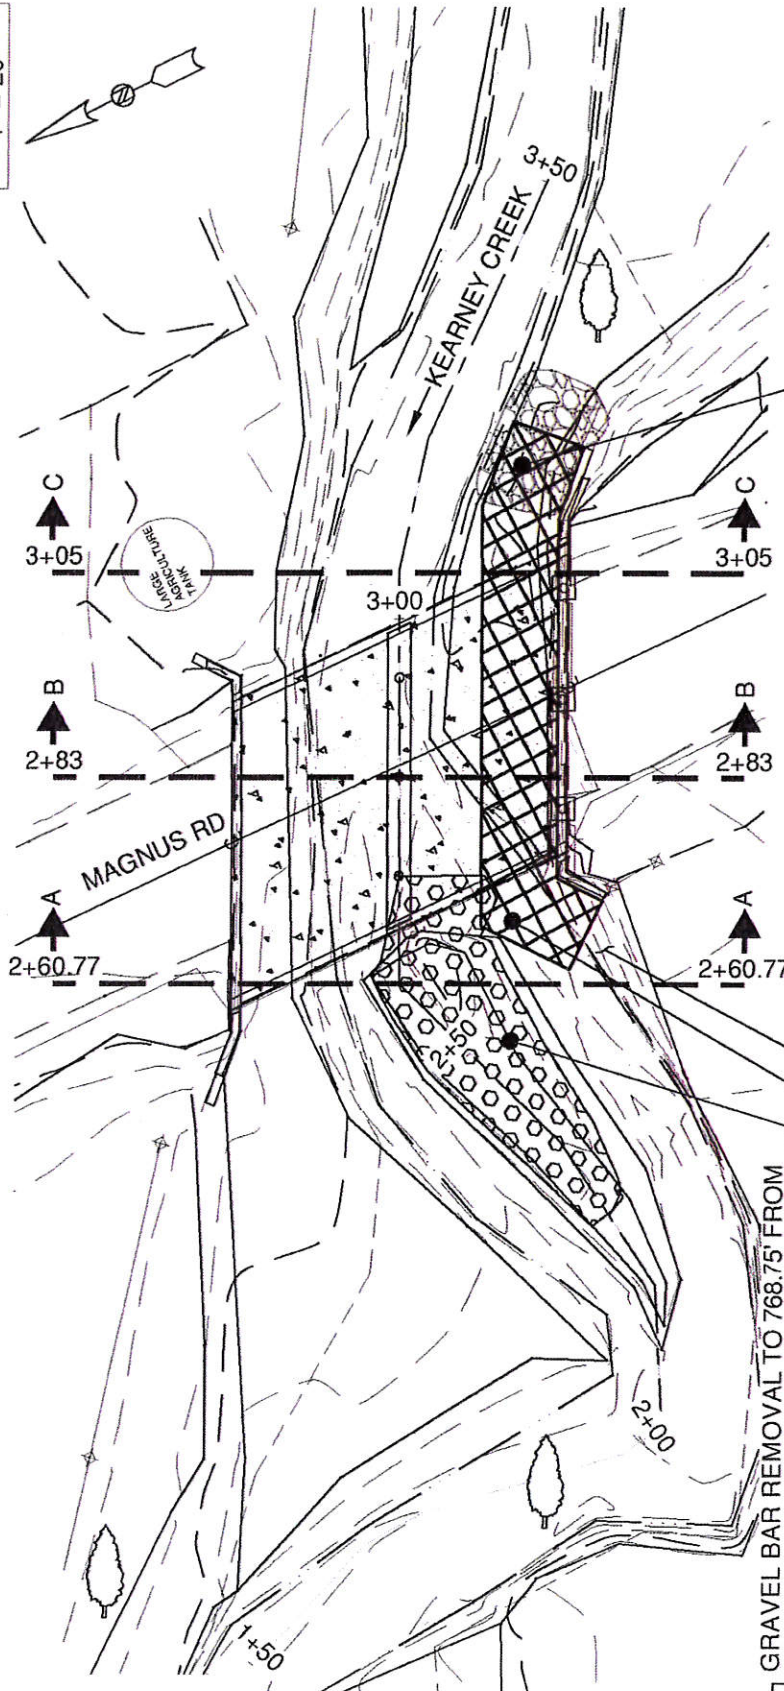 3+50
KEARNEY CREEK
C
C
3+05
3+05
LARGE
AGRICULTURE
TANK
3+00
B
B
2+83
2+83
MAGNUS RD
A
A
2+60.77
2+60.77
2+50
2+00
1+50
GRAVEL BAR REMOVAL TO 768.75' FROM